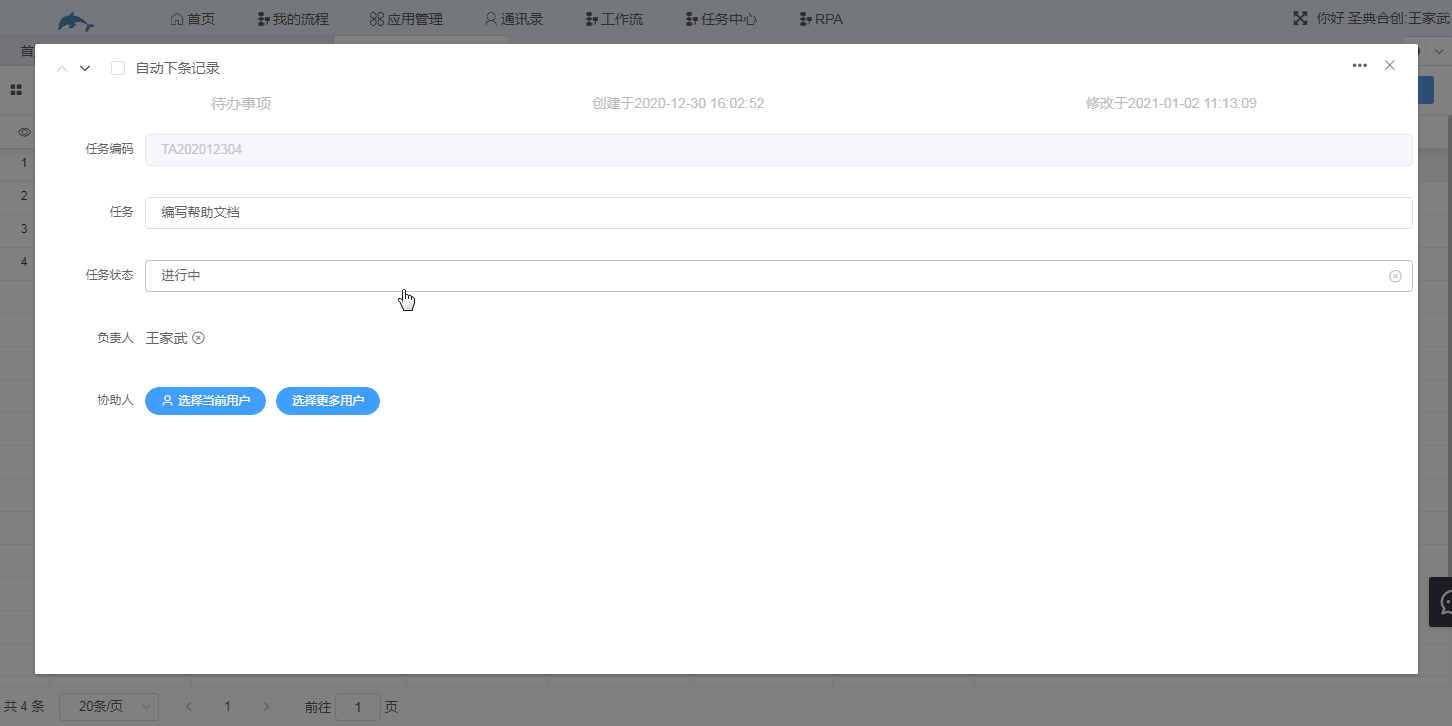 首页 我的流程 应用管理 通讯录 工作流 任务中心 RPA 你好 圣典合创:王家武
首
自动下条记录
待办事项 创建于2020-12-30 16:02:52 修改于2021-01-02 11:13:09
任务编码 TA202012304
1
2
任务 编写帮助文档
3
4
任务状态 进行中
负责人 王家武
协助人 选择当前用户 选择更多用户
共 4 条 20条/页 1 前往 1 页